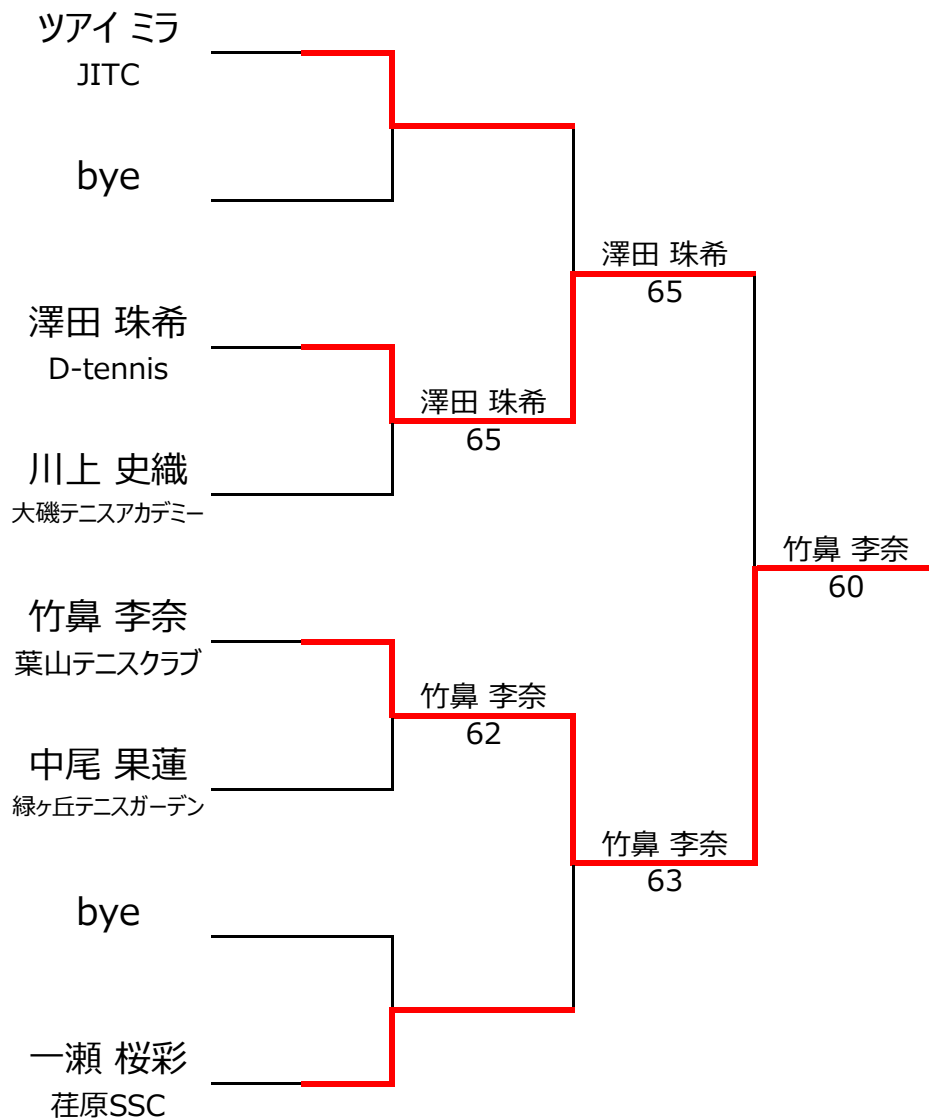 ツアイ ミラ
JITC
bye
澤田 珠希
65
澤田 珠希
D-tennis
澤田 珠希
65
川上 史織
大磯テニスアカデミー
竹鼻 李奈
60
竹鼻 李奈
葉山テニスクラブ
竹鼻 李奈
62
中尾 果蓮
緑ヶ丘テニスガーデン
竹鼻 李奈
63
bye
一瀬 桜彩
荏原SSC